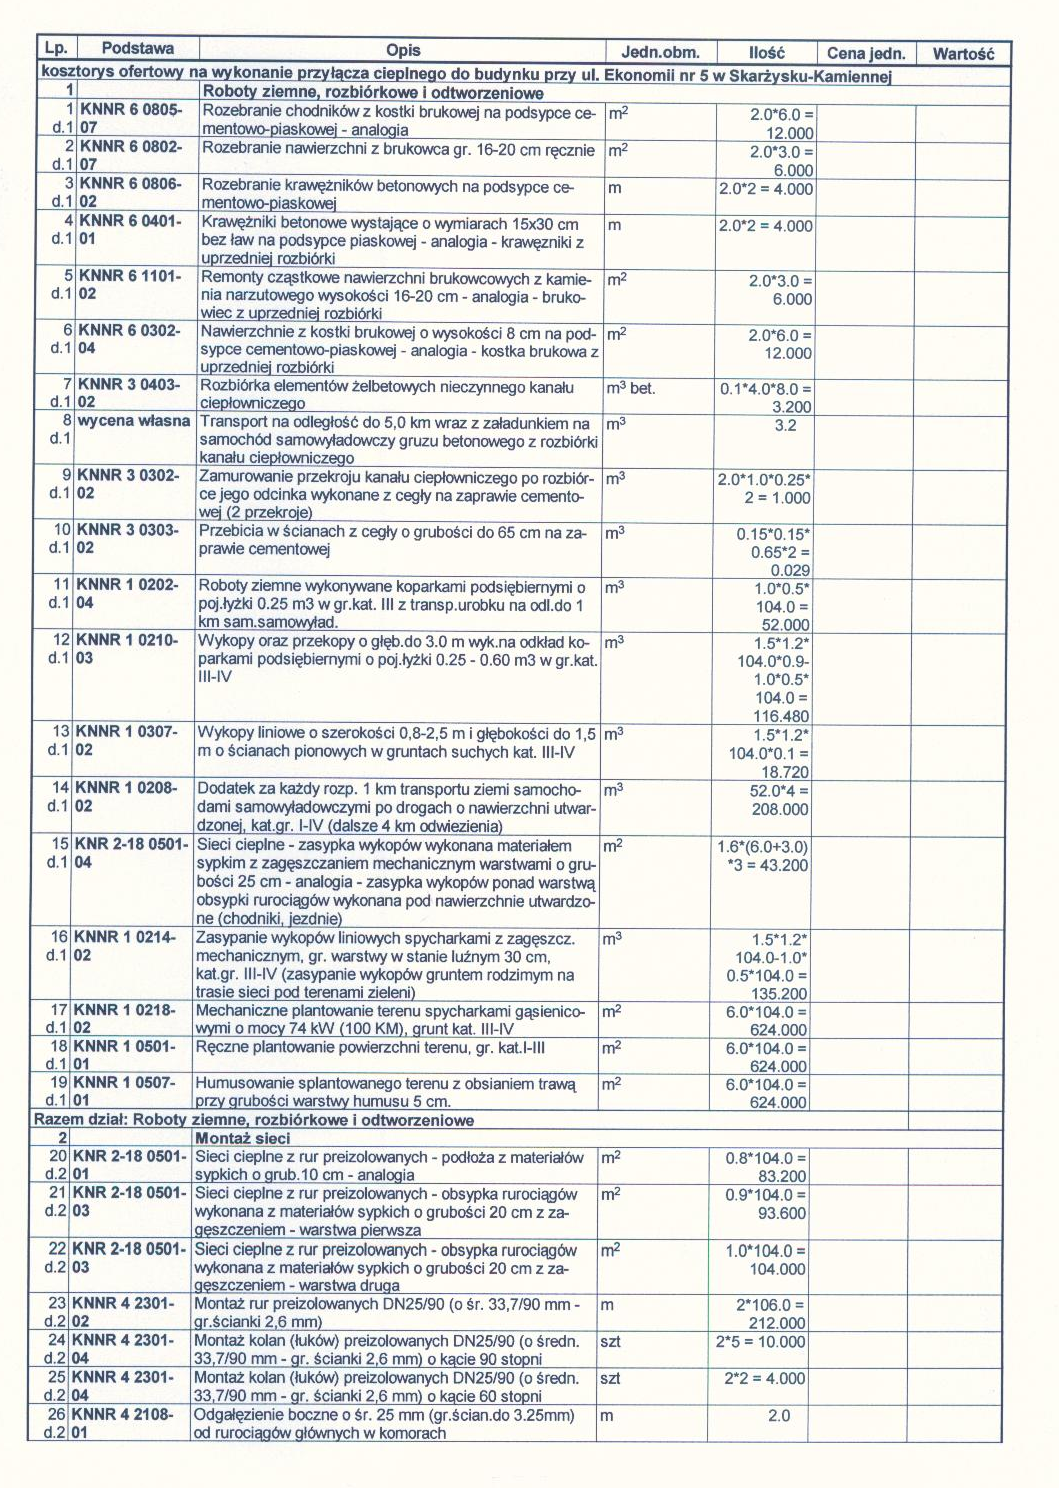 Lp. Podstawa Opis Jedn.obm. Ilość Cena jedn. Wartość
kosztorys ofertowy na wykonanie przyłącza cieplnego do budynku przy ul. Ekonomii nr 5 w Skarżysku-Kamiennej
1 Roboty ziemne, rozbiórkowe i odtworzeniowe
1 KNNR 6 0805- Rozebranie chodników z kostki brukowej na podsypce ce- m² 2.0*6.0 =
d.1 07 mentowo-piaskowej - analogia 12.000
2 KNNR 6 0802- Rozebranie nawierzchni z brukowca gr. 16-20 cm ręcznie m² 2.0*3.0 =
d.1 07 6.000
3 KNNR 6 0806- Rozebranie krawężników betonowych na podsypce ce- m 2.0*2 = 4.000
d.1 02 mentowo-piaskowej
4 KNNR 6 0401- Krawężniki betonowe wystające o wymiarach 15x30 cm m 2.0*2 = 4.000
d.1 01 bez ław na podsypce piaskowej - analogia - krawęzniki z
uprzedniej rozbiórki
5 KNNR 6 1101- Remonty cząstkowe nawierzchni brukowcowych z kamie- m² 2.0*3.0 =
d.1 02 nia narzutowego wysokości 16-20 cm - analogia - bruko- 6.000
wiec z uprzedniej rozbiórki
6 KNNR 6 0302- Nawierzchnie z kostki brukowej o wysokości 8 cm na pod- m² 2.0*6.0 =
d.1 04 sypce cementowo-piaskowej - analogia - kostka brukowa z 12.000
uprzedniej rozbiórki
7 KNNR 3 0403- Rozbiórka elementów żelbetowych nieczynnego kanału m³ bet. 0.1*4.0*8.0 =
d.1 02 ciepłowniczego 3.200
8 wycena własna Transport na odległość do 5,0 km wraz z załadunkiem na m³ 3.2
d.1 samochód samowyładowczy gruzu betonowego z rozbiórki
kanału ciepłowniczego
9 KNNR 3 0302- Zamurowanie przekroju kanału ciepłowniczego po rozbiór- m³ 2.0*1.0*0.25*
d.1 02 ce jego odcinka wykonane z cegły na zaprawie cemento- 2 = 1.000
wej (2 przekroje)
10 KNNR 3 0303- Przebicia w ścianach z cegły o grubości do 65 cm na za- m³ 0.15*0.15*
d.1 02 prawie cementowej 0.65*2 =
0.029
11 KNNR 1 0202- Roboty ziemne wykonywane koparkami podsiębiernymi o m³ 1.0*0.5*
d.1 04 poj.łyżki 0.25 m3 w gr.kat. III z transp.urobku na odl.do 1 104.0 =
km sam.samowyład. 52.000
12 KNNR 1 0210- Wykopy oraz przekopy o głęb.do 3.0 m wyk.na odkład ko- m³ 1.5*1.2*
d.1 03 parkami podsiębiernymi o poj.łyżki 0.25 - 0.60 m3 w gr.kat. 104.0*0.9-
III-IV 1.0*0.5*
104.0 =
116.480
13 KNNR 1 0307- Wykopy liniowe o szerokości 0,8-2,5 m i głębokości do 1,5 m³ 1.5*1.2*
d.1 02 m o ścianach pionowych w gruntach suchych kat. III-IV 104.0*0.1 =
18.720
14 KNNR 1 0208- Dodatek za każdy rozp. 1 km transportu ziemi samocho- m³ 52.0*4 =
d.1 02 dami samowyładowczymi po drogach o nawierzchni utwar- 208.000
dzonej, kat.gr. I-IV (dalsze 4 km odwiezienia)
15 KNR 2-18 0501- Sieci cieplne - zasypka wykopów wykonana materiałem m² 1.6*(6.0+3.0)
d.1 04 sypkim z zagęszczaniem mechanicznym warstwami o gru- *3 = 43.200
bości 25 cm - analogia - zasypka wykopów ponad warstwą
obsypki rurociągów wykonana pod nawierzchnie utwardzo-
ne (chodniki, jezdnie)
16 KNNR 1 0214- Zasypanie wykopów liniowych spycharkami z zagęszcz. m³ 1.5*1.2*
d.1 02 mechanicznym, gr. warstwy w stanie luźnym 30 cm, 104.0-1.0*
kat.gr. III-IV (zasypanie wykopów gruntem rodzimym na 0.5*104.0 =
trasie sieci pod terenami zieleni) 135.200
17 KNNR 1 0218- Mechaniczne plantowanie terenu spycharkami gąsienico- m² 6.0*104.0 =
d.1 02 wymi o mocy 74 kW (100 KM), grunt kat. III-IV 624.000
18 KNNR 1 0501- Ręczne plantowanie powierzchni terenu, gr. kat.I-III m² 6.0*104.0 =
d.1 01 624.000
19 KNNR 1 0507- Humusowanie splantowanego terenu z obsianiem trawą m² 6.0*104.0 =
d.1 01 przy grubości warstwy humusu 5 cm. 624.000
Razem dział: Roboty ziemne, rozbiórkowe i odtworzeniowe
2 Montaż sieci
20 KNR 2-18 0501- Sieci cieplne z rur preizolowanych - podłoża z materiałów m² 0.8*104.0 =
d.2 01 sypkich o grub.10 cm - analogia 83.200
21 KNR 2-18 0501- Sieci cieplne z rur preizolowanych - obsypka rurociągów m² 0.9*104.0 =
d.2 03 wykonana z materiałów sypkich o grubości 20 cm z za- 93.600
gęszczeniem - warstwa pierwsza
22 KNR 2-18 0501- Sieci cieplne z rur preizolowanych - obsypka rurociągów m² 1.0*104.0 =
d.2 03 wykonana z materiałów sypkich o grubości 20 cm z za- 104.000
gęszczeniem - warstwa druga
23 KNNR 4 2301- Montaż rur preizolowanych DN25/90 (o śr. 33,7/90 mm - m 2*106.0 =
d.2 02 gr.ścianki 2,6 mm) 212.000
24 KNNR 4 2301- Montaż kolan (łuków) preizolowanych DN25/90 (o średn. szt 2*5 = 10.000
d.2 04 33,7/90 mm - gr. ścianki 2,6 mm) o kącie 90 stopni
25 KNNR 4 2301- Montaż kolan (łuków) preizolowanych DN25/90 (o średn. szt 2*2 = 4.000
d.2 04 33,7/90 mm - gr. ścianki 2,6 mm) o kącie 60 stopni
26 KNNR 4 2108- Odgałęzienie boczne o śr. 25 mm (gr.ścian.do 3.25mm) m 2.0
d.2 01 od rurociągów głównych w komorach